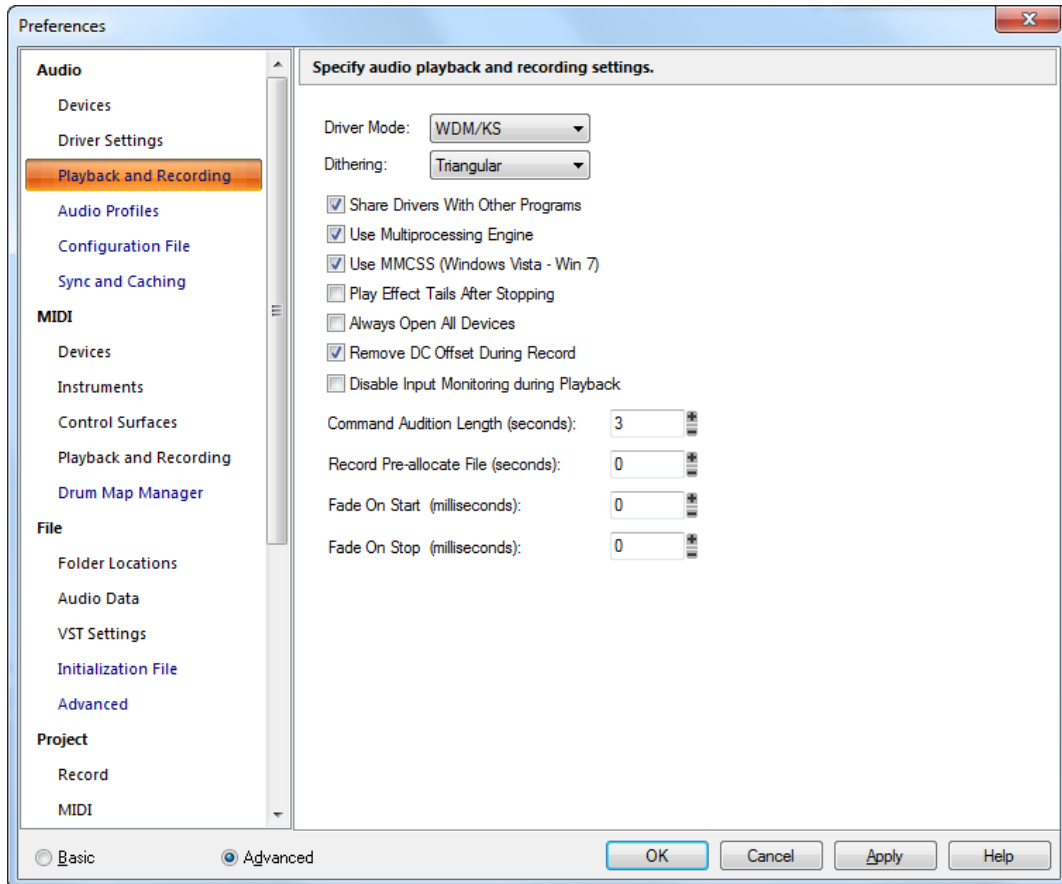 Preferences
Audio
Devices
Driver Settings
Playback and Recording
Audio Profiles
Configuration File
Sync and Caching
MIDI
Devices
Instruments
Control Surfaces
Playback and Recording
Drum Map Manager
File
Folder Locations
Audio Data
VST Settings
Initialization File
Advanced
Project
Record
MIDI
Specify audio playback and recording settings.
Driver Mode: WDM/KS
Dithering: Triangular
Share Drivers With Other Programs
Use Multiprocessing Engine
Use MMCSS (Windows Vista - Win 7)
Play Effect Tails After Stopping
Always Open All Devices
Remove DC Offset During Record
Disable Input Monitoring during Playback
Command Audition Length (seconds): 3
Record Pre-allocate File (seconds): 0
Fade On Start (milliseconds): 0
Fade On Stop (milliseconds): 0
Basic Advanced OK Cancel Apply Help